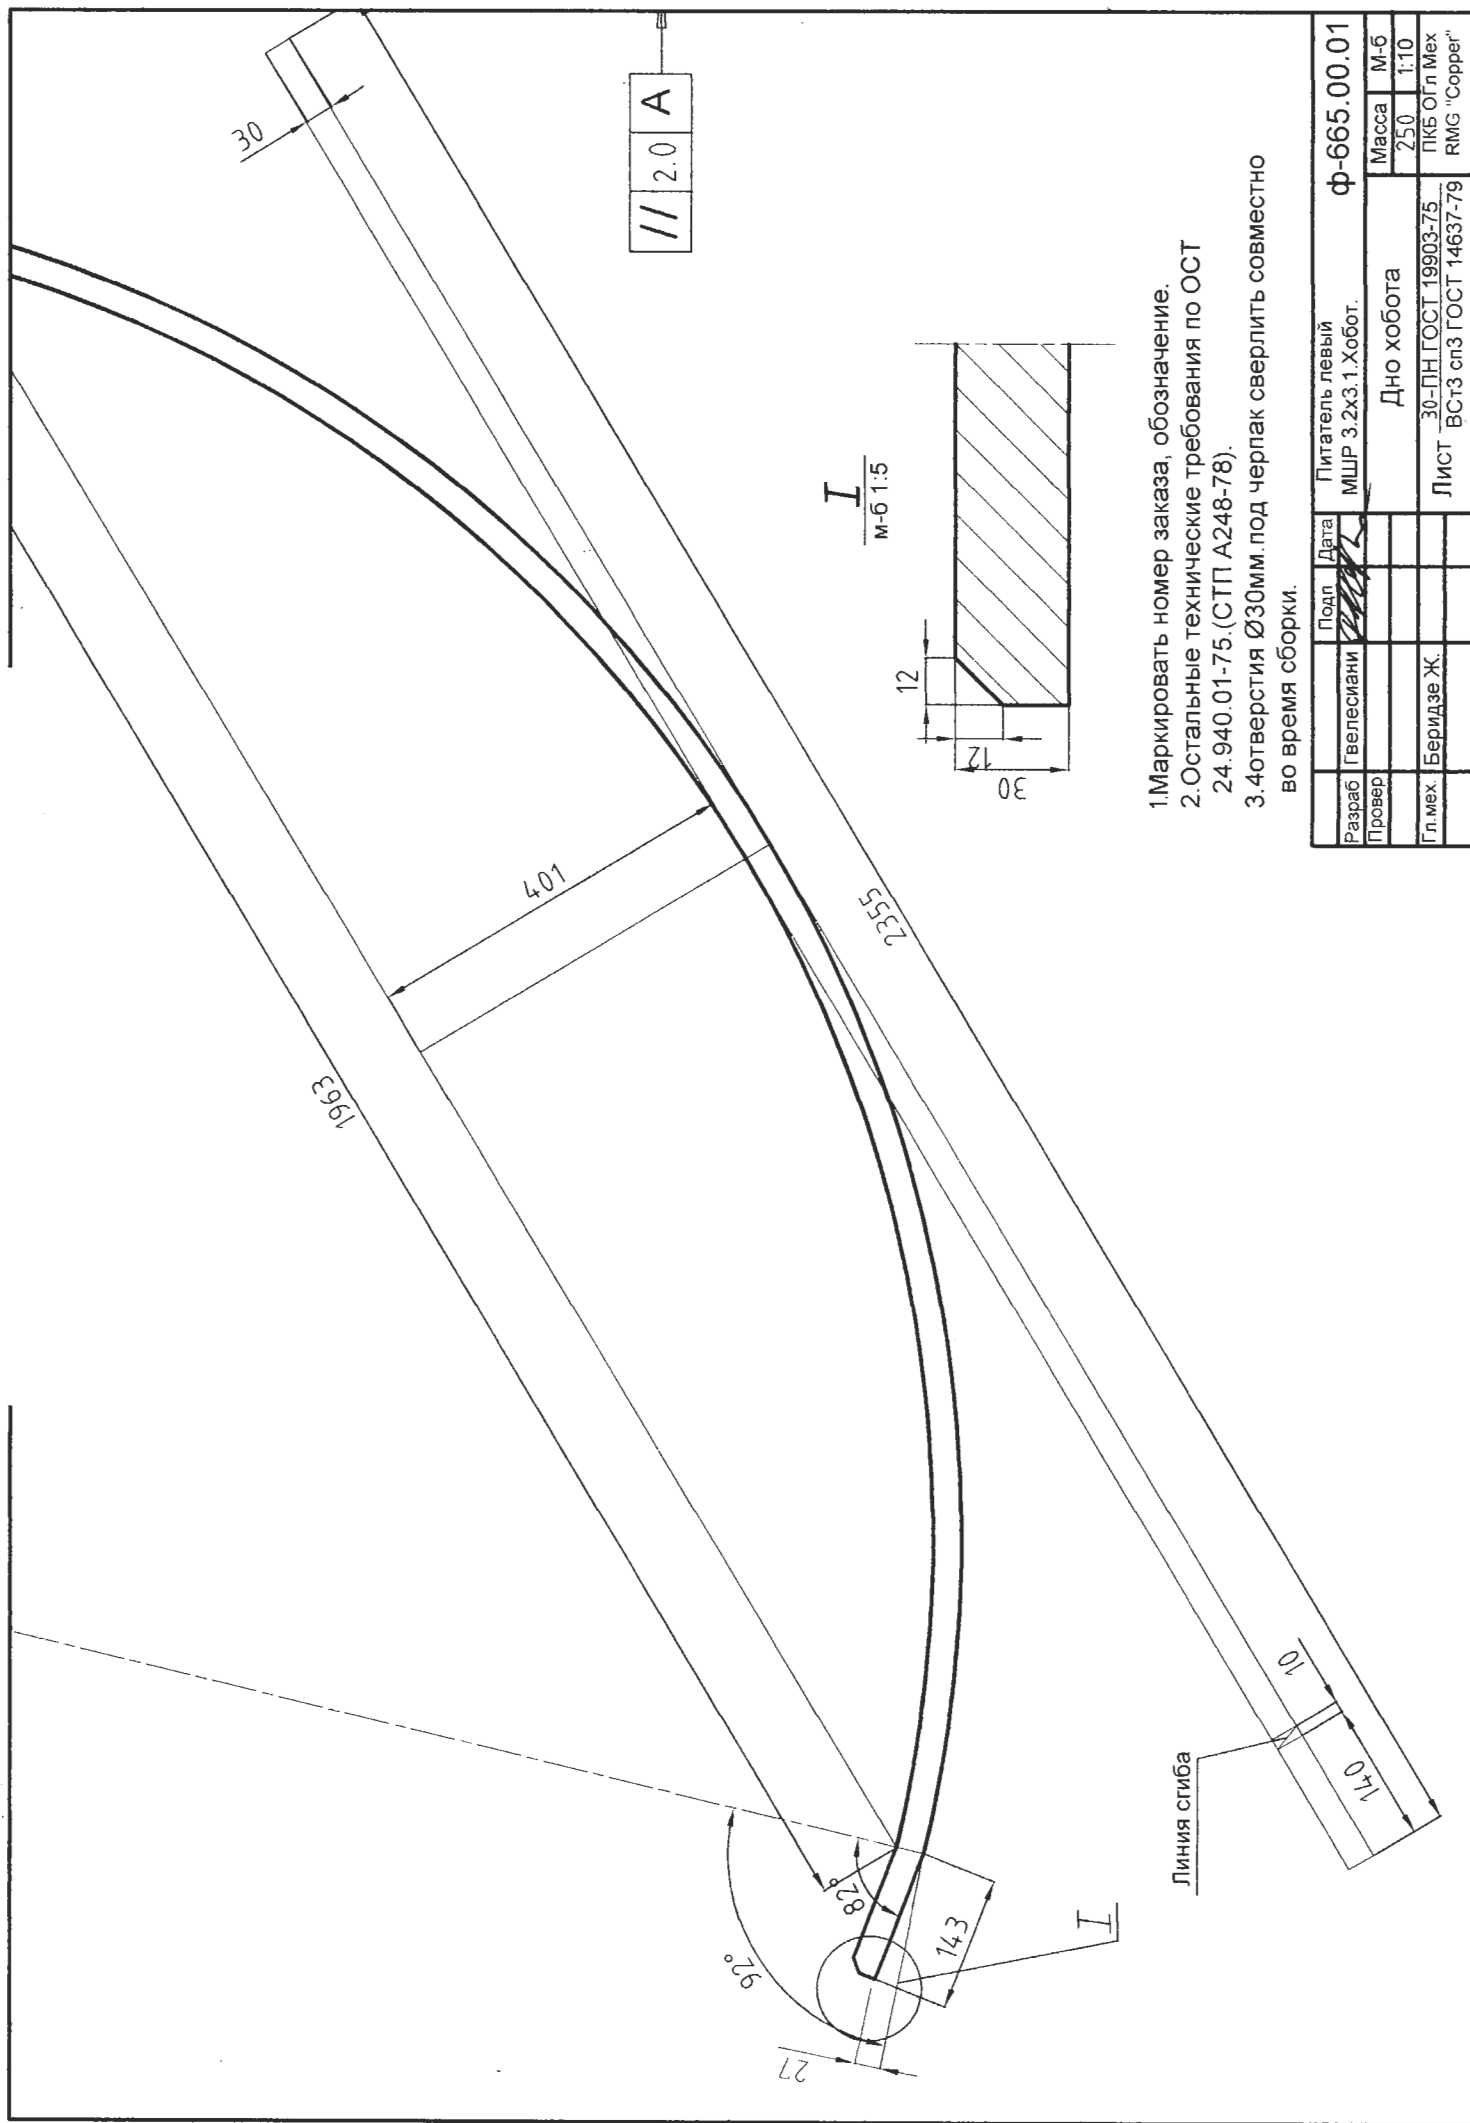 30
// 2.0 A
401
1963
2355
92°
82°
143
27
I
Линия сгиба
10
140
I
м-б 1:5
12
12
30
1.Маркировать номер заказа, обозначение.
2.Остальные технические требования по ОСТ
24.940.01-75.(СТП А248-78).
3.4отверстия Ø30мм.под черпак сверлить совместно
во время сборки.
Подп Дата
Разраб Гвелесиани
Провер
Гл.мех. Беридзе Ж.
Питатель левый
МШР 3.2х3.1.Хобот.
ф-665.00.01
Дно хобота
Масса М-б
250 1:10
Лист 30-ПН ГОСТ 19903-75
ВСт3 сп3 ГОСТ 14637-79
ПКБ ОГл Мех
RMG "Copper"